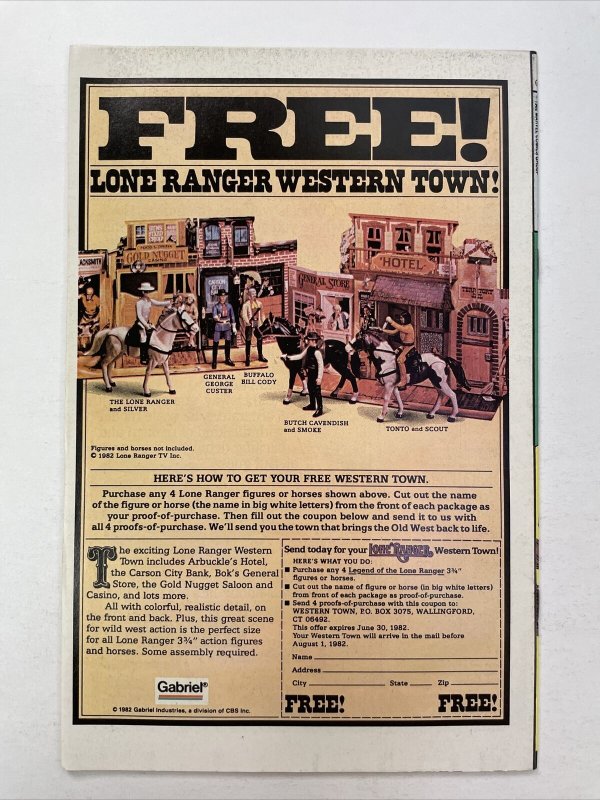 FREE!
LONE RANGER WESTERN TOWN!
GOLD NUGGET
CASINO
HOTEL
GENERAL STORE
CARSON
CITY
THE LONE RANGER
and SILVER
GENERAL
GEORGE
CUSTER
BUFFALO
BILL CODY
BUTCH CAVENDISH
and SMOKE
TONTO and SCOUT
Figures and horses not included.
© 1982 Lone Ranger TV Inc.
HERE'S HOW TO GET YOUR FREE WESTERN TOWN.
Purchase any 4 Lone Ranger figures or horses shown above. Cut out the name
of the figure or horse (the name in big white letters) from the front of each package as
your proof-of-purchase. Then fill out the coupon below and send it to us with
all 4 proofs-of-purchase. We'll send you the town that brings the Old West back to life.
The exciting Lone Ranger Western
Town includes Arbuckle's Hotel,
the Carson City Bank, Bok's General
Store, the Gold Nugget Saloon and
Casino, and lots more.
All with colorful, realistic detail, on
the front and back. Plus, this great scene
for wild west action is the perfect size
for all Lone Ranger 3¾" action figures
and horses. Some assembly required.
Gabriel®
© 1982 Gabriel Industries, a division of CBS Inc.
Send today for your LONE RANGER Western Town!
HERE'S WHAT YOU DO:
■ Purchase any 4 Legend of the Lone Ranger 3¾"
figures or horses.
■ Cut out name of figure or horse (in big white letters)
from front of each package as proof-of-purchase.
■ Send 4 proofs-of-purchase with this coupon to:
WESTERN TOWN, P.O. BOX 3075, WALLINGFORD,
CT 06492.
This offer expires June 30, 1982.
Your Western Town will arrive in the mail before
August 1, 1982.
Name
Address
City State Zip
FREE! FREE!